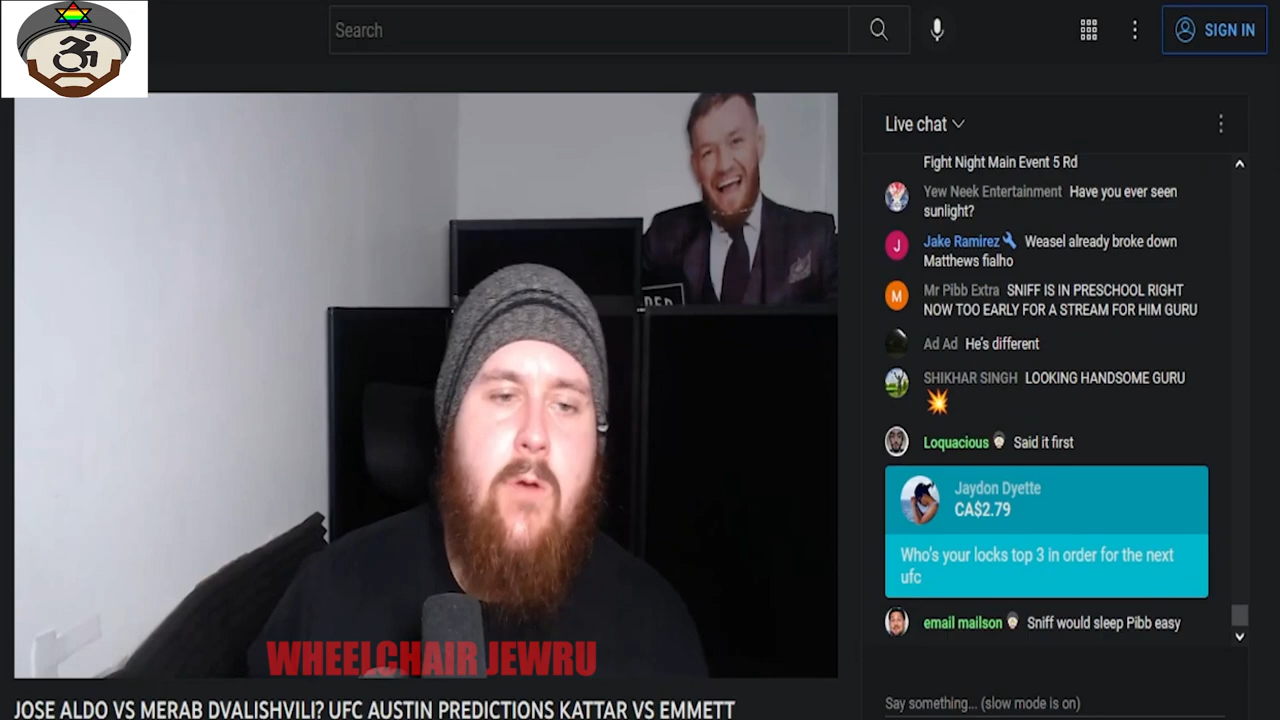 Search
SIGN IN
Live chat
Fight Night Main Event 5 Rd
Yew Neek Entertainment Have you ever seen
sunlight?
J Jake Ramirez Weasel already broke down
Matthews fialho
M Mr Pibb Extra SNIFF IS IN PRESCHOOL RIGHT
NOW TOO EARLY FOR A STREAM FOR HIM GURU
Ad Ad He's different
SHIKHAR SINGH LOOKING HANDSOME GURU
Loquacious Said it first
Jaydon Dyette
CA$2.79
Who's your locks top 3 in order for the next
ufc
email mailson Sniff would sleep Pibb easy
Say something... (slow mode is on)
WHEELCHAIR JEWRU
JOSE ALDO VS MERAB DVALISHVILI? UFC AUSTIN PREDICTIONS KATTAR VS EMMETT